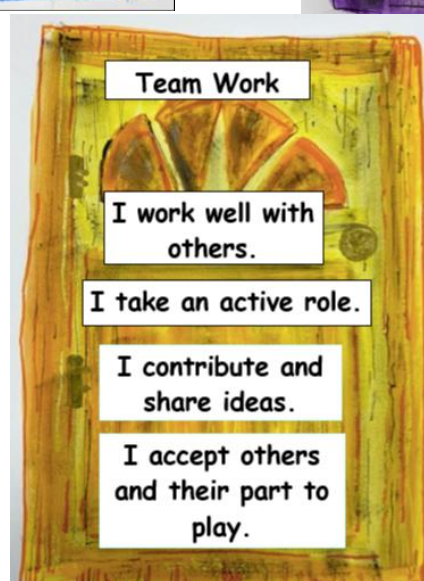 Team Work
I work well with
others.
I take an active role.
I contribute and
share ideas.
I accept others
and their part to
play.